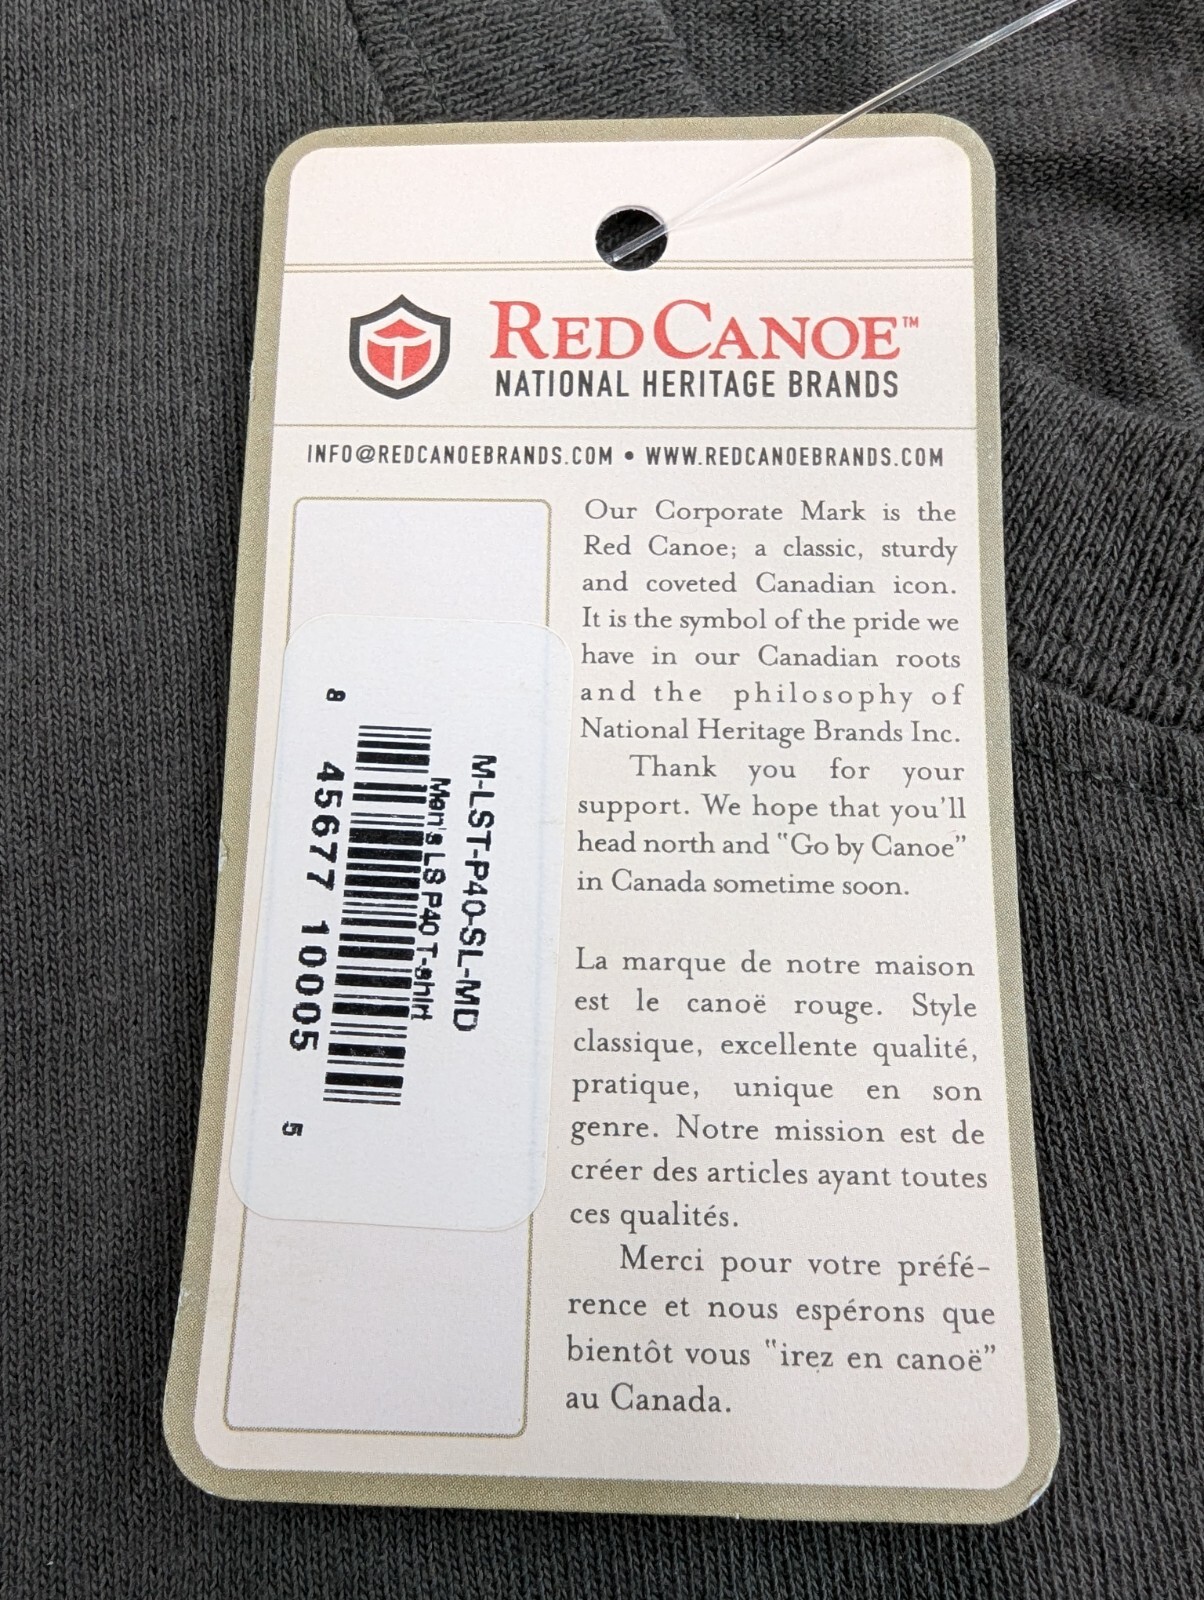 RED CANOE™
NATIONAL HERITAGE BRANDS
INFO@REDCANOEBRANDS.COM • WWW.REDCANOEBRANDS.COM
Our Corporate Mark is the
Red Canoe; a classic, sturdy
and coveted Canadian icon.
It is the symbol of the pride we
have in our Canadian roots
and the philosophy of
National Heritage Brands Inc.
Thank you for your
support. We hope that you'll
head north and "Go by Canoe"
in Canada sometime soon.
La marque de notre maison
est le canoë rouge. Style
classique, excellente qualité,
pratique, unique en son
genre. Notre mission est de
créer des articles ayant toutes
ces qualités.
Merci pour votre préfé-
rence et nous espérons que
bientôt vous "irez en canoë"
au Canada.
M-LST-P40-SL-MD
Men's LS P40 T-shirt
8 45677 10005 5